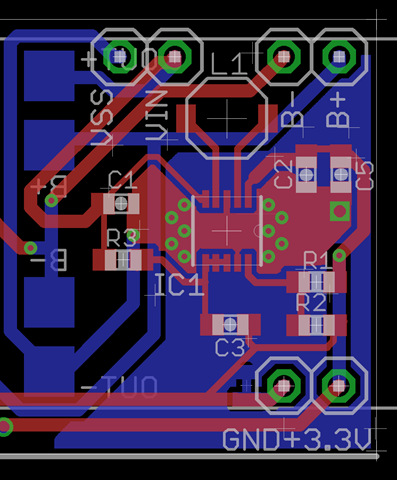 OUT+
L1
VSS
VIN
B-
B+
C2
C5
B+
C1
R3
B-
IC1
R1
R2
C3
OUT-
GND+3.3V